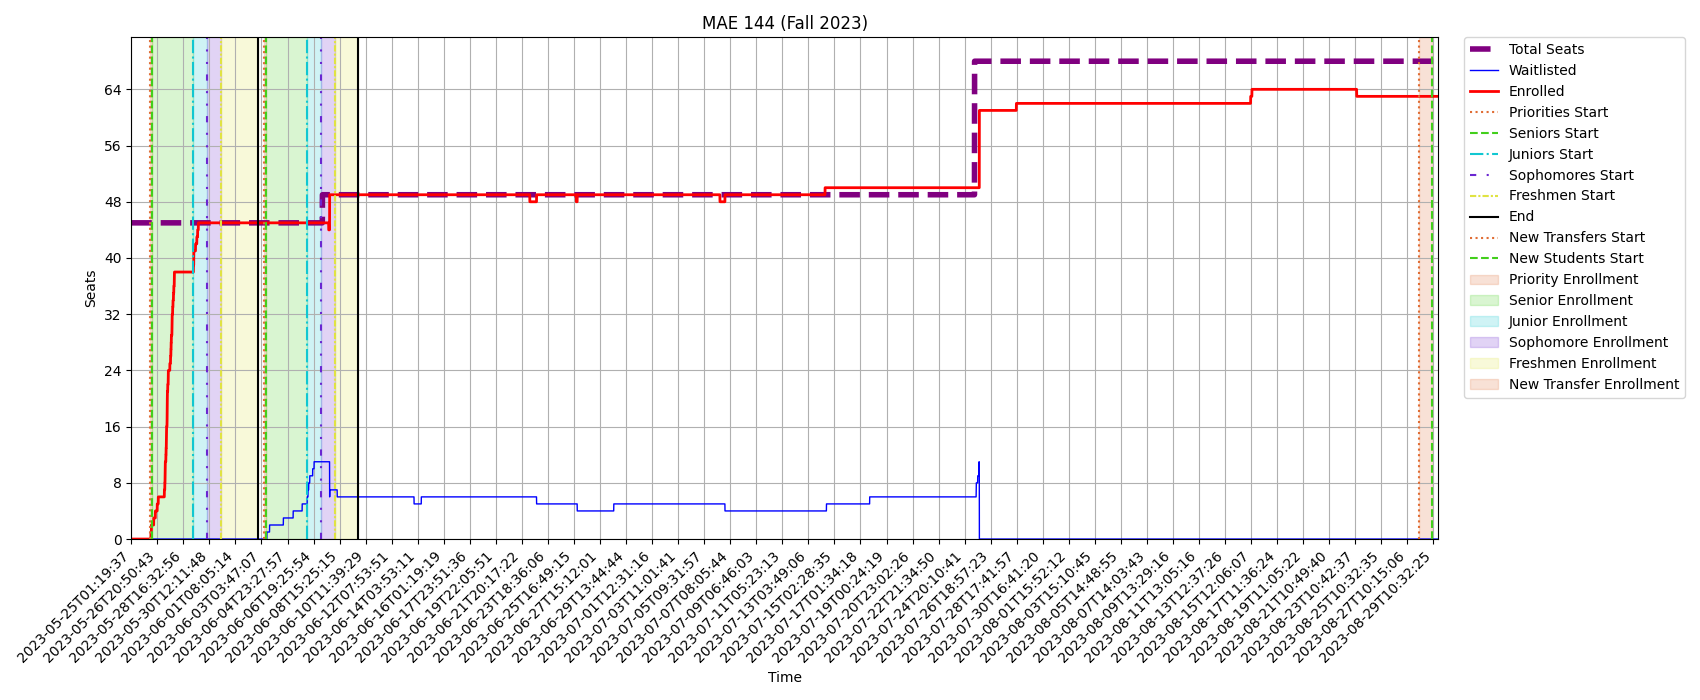 MAE 144 (Fall 2023)
Seats
64
56
48
40
32
24
16
8
0
2023-05-25T01:19:37
2023-05-26T20:50:43
2023-05-28T16:32:56
2023-05-30T12:11:48
2023-06-01T08:05:14
2023-06-03T03:47:07
2023-06-04T23:27:57
2023-06-06T19:25:54
2023-06-08T15:25:15
2023-06-10T11:39:29
2023-06-12T07:53:51
2023-06-14T03:53:11
2023-06-16T01:19:19
2023-06-17T23:51:36
2023-06-19T22:05:51
2023-06-21T20:17:22
2023-06-23T18:36:06
2023-06-25T16:49:15
2023-06-27T15:12:01
2023-06-29T13:44:44
2023-07-01T12:31:16
2023-07-03T11:01:41
2023-07-05T09:31:57
2023-07-07T08:05:44
2023-07-09T06:46:03
2023-07-11T05:23:13
2023-07-13T03:49:06
2023-07-15T02:28:35
2023-07-17T01:34:18
2023-07-19T00:24:19
2023-07-20T23:02:26
2023-07-22T21:34:50
2023-07-24T20:10:41
2023-07-26T18:57:23
2023-07-28T17:41:57
2023-07-30T16:41:20
2023-08-01T15:52:12
2023-08-03T15:10:45
2023-08-05T14:48:55
2023-08-07T14:03:43
2023-08-09T13:29:16
2023-08-11T13:05:16
2023-08-13T12:37:26
2023-08-15T12:06:07
2023-08-17T11:36:24
2023-08-19T11:05:22
2023-08-21T10:49:40
2023-08-23T10:42:37
2023-08-25T10:32:35
2023-08-27T10:15:06
2023-08-29T10:32:25
Time
Total Seats
Waitlisted
Enrolled
Priorities Start
Seniors Start
Juniors Start
Sophomores Start
Freshmen Start
End
New Transfers Start
New Students Start
Priority Enrollment
Senior Enrollment
Junior Enrollment
Sophomore Enrollment
Freshmen Enrollment
New Transfer Enrollment